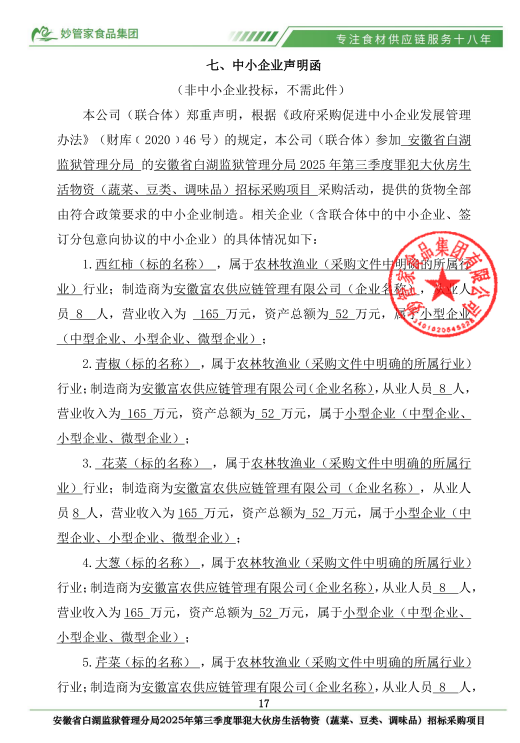 妙管家食品集团
专注食材供应链服务十八年
七、中小企业声明函
（非中小企业投标，不需此件）
本公司（联合体）郑重声明，根据《政府采购促进中小企业发展管理
办法》（财库﹝2020﹞46 号）的规定，本公司（联合体）参加 安徽省白湖
监狱管理分局 的安徽省白湖监狱管理分局 2025 年第三季度罪犯大伙房生
活物资（蔬菜、豆类、调味品）招标采购项目 采购活动，提供的货物全部
由符合政策要求的中小企业制造。相关企业（含联合体中的中小企业、签
订分包意向协议的中小企业）的具体情况如下：
1. 西红柿（标的名称） ，属于农林牧渔业（采购文件中明确的所属行
业）行业；制造商为安徽富农供应链管理有限公司（企业名称），从业人
员 8 人，营业收入为 165 万元，资产总额为 52 万元，属于小型企业
（中型企业、小型企业、微型企业）；
2. 青椒（标的名称） ，属于农林牧渔业（采购文件中明确的所属行业）
行业；制造商为安徽富农供应链管理有限公司（企业名称），从业人员 8 人，
营业收入为 165 万元，资产总额为 52 万元，属于小型企业（中型企业、
小型企业、微型企业）；
3. 花菜（标的名称） ，属于农林牧渔业（采购文件中明确的所属行
业）行业；制造商为安徽富农供应链管理有限公司（企业名称），从业人
员 8 人，营业收入为 165 万元，资产总额为 52 万元，属于小型企业（中
型企业、小型企业、微型企业）；
4. 大葱（标的名称） ，属于农林牧渔业（采购文件中明确的所属行业）
行业；制造商为安徽富农供应链管理有限公司（企业名称），从业人员 8 人，
营业收入为 165 万元，资产总额为 52 万元，属于小型企业（中型企业、
小型企业、微型企业）；
5. 芹菜（标的名称） ，属于农林牧渔业（采购文件中明确的所属行业）
行业；制造商为安徽富农供应链管理有限公司（企业名称），从业人员 8 人，
妙管家食品集团有限公司
17
安徽省白湖监狱管理分局2025年第三季度罪犯大伙房生活物资（蔬菜、豆类、调味品）招标采购项目